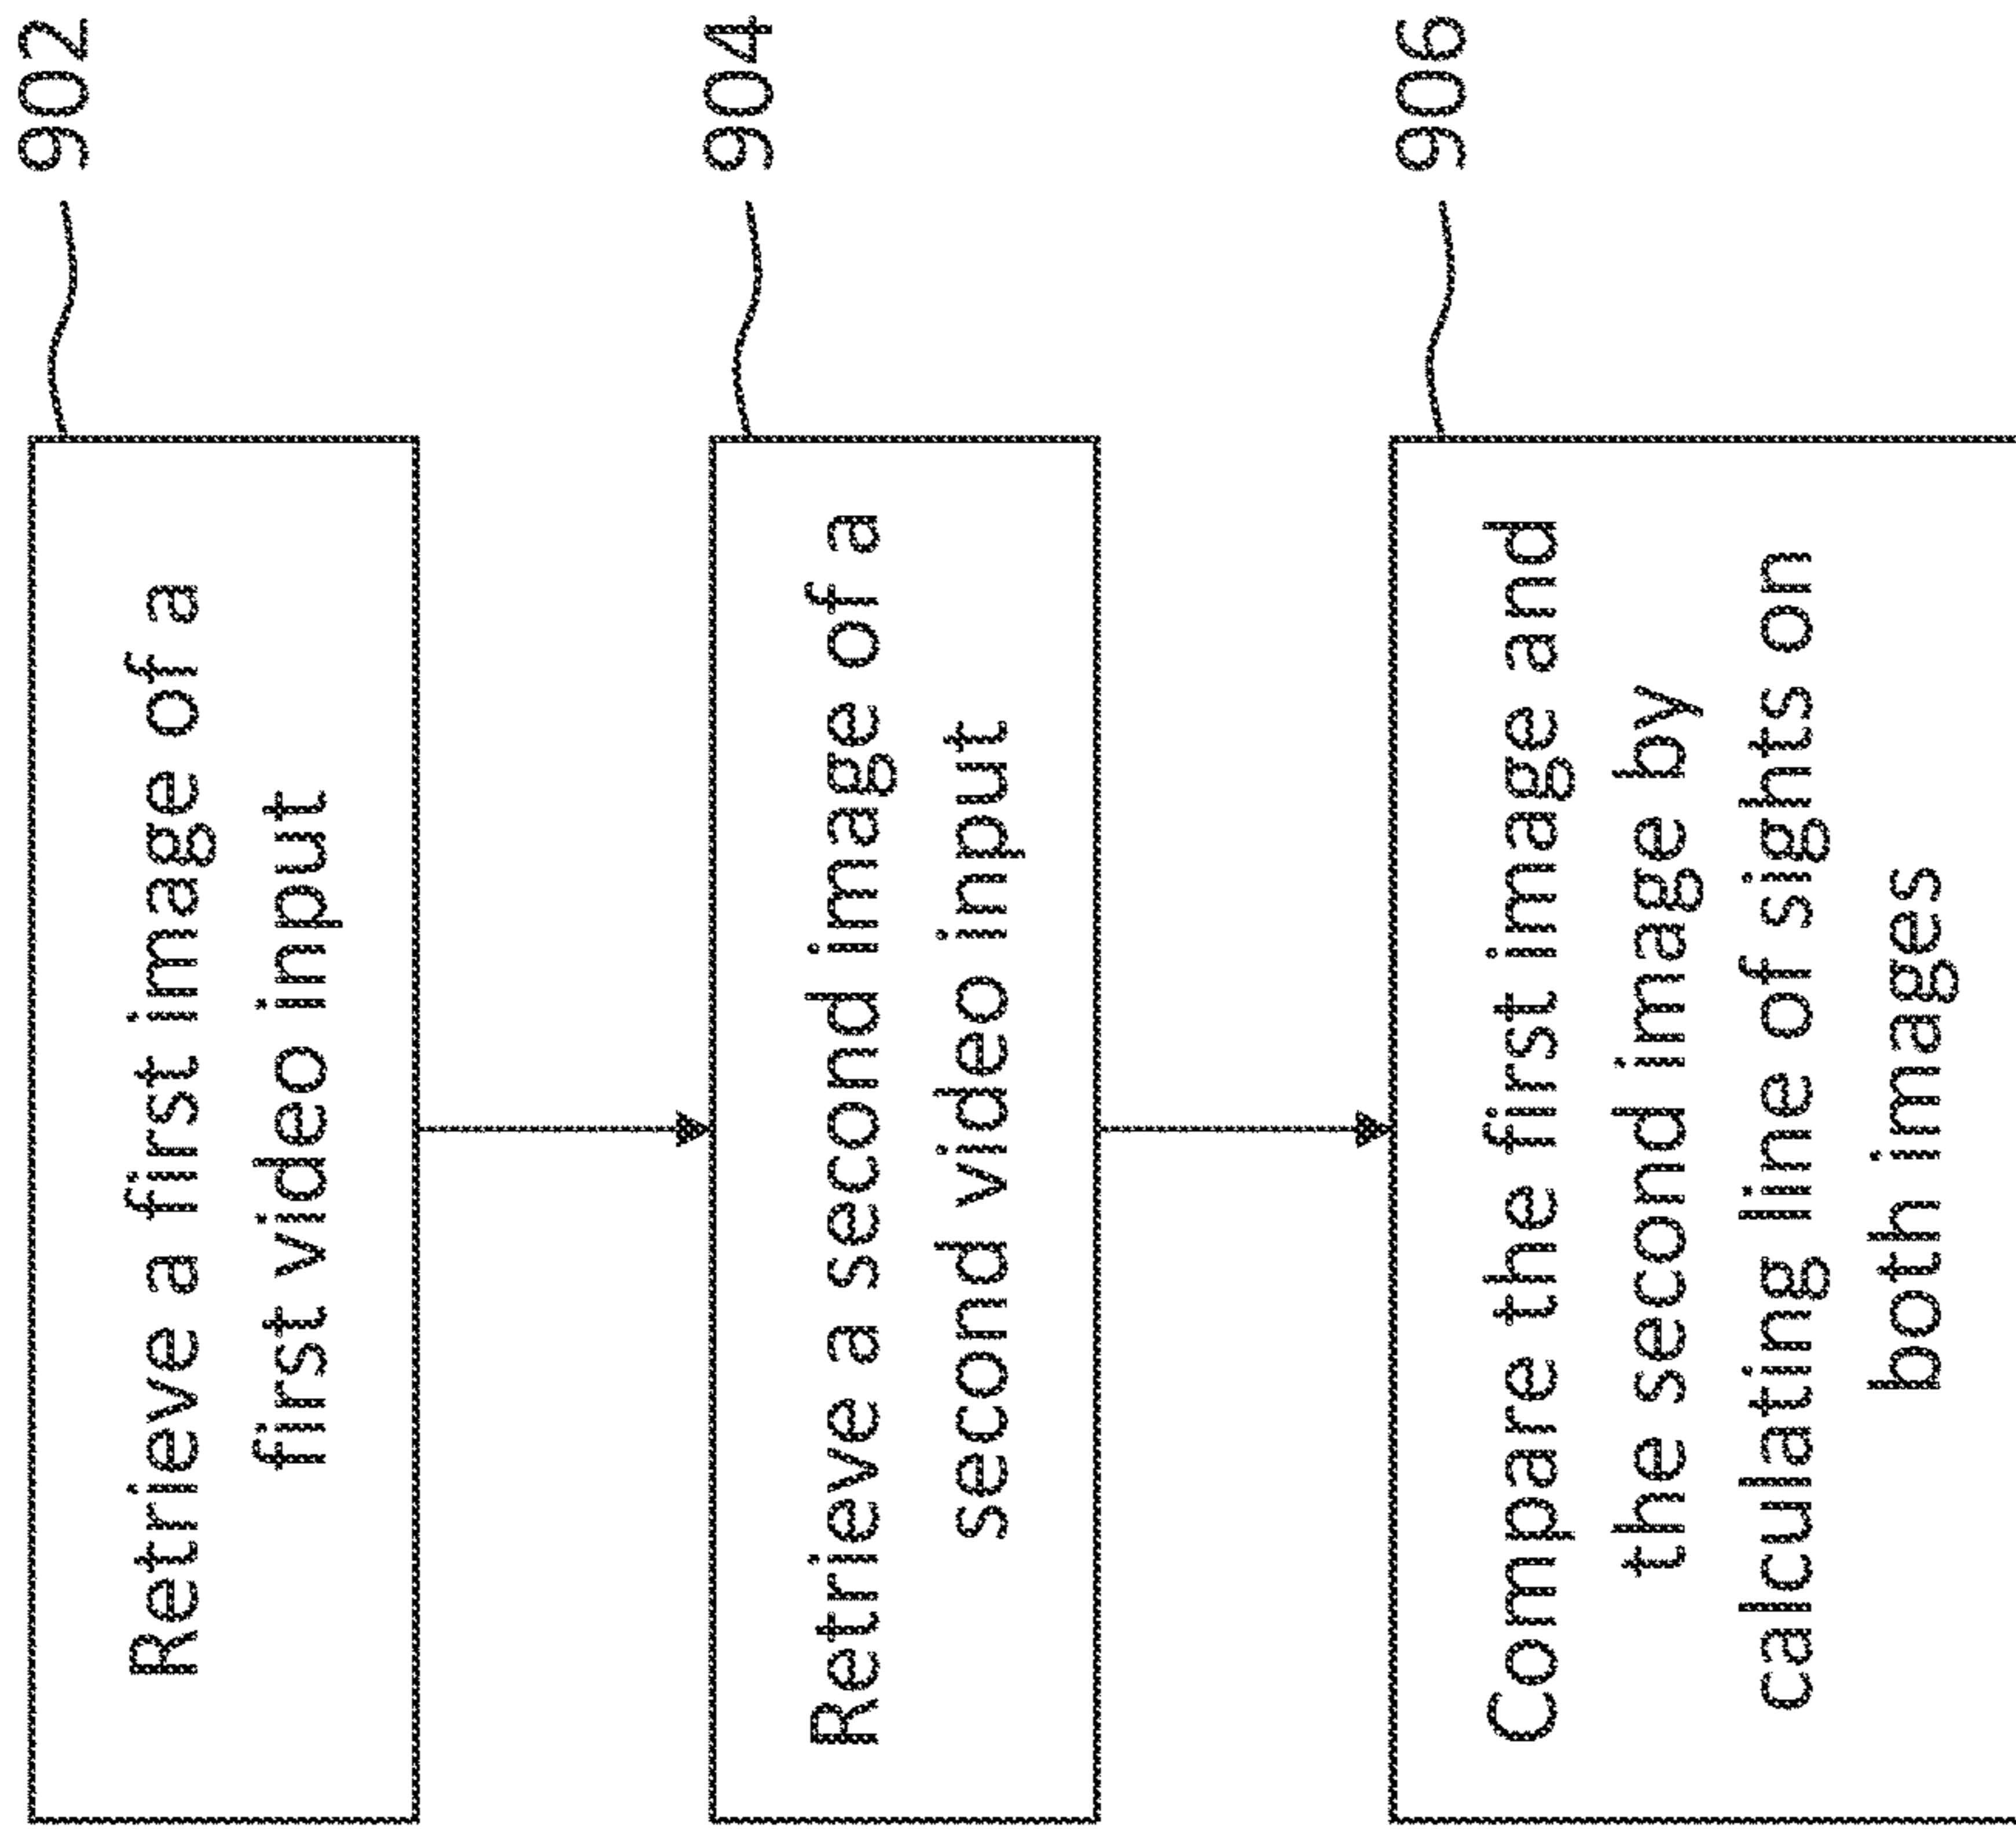 Retrieve a first image of a
first video input
902
Retrieve a second image of a
second video input
904
Compare the first image and
the second image by
calculating line of sights on
both images
906